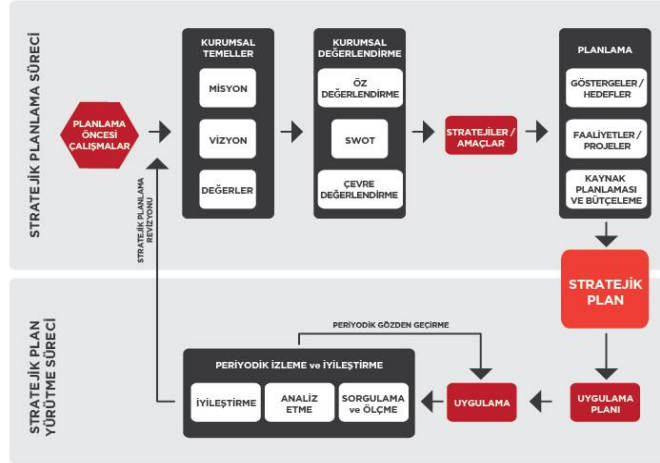 STRATEJİK PLANLAMA SÜRECİ
PLANLAMA
ÖNCESİ
ÇALIŞMALAR
KURUMSAL
TEMELLER
MİSYON
VİZYON
DEĞERLER
KURUMSAL
DEĞERLENDİRME
ÖZ
DEĞERLENDİRME
SWOT
ÇEVRE
DEĞERLENDİRME
STRATEJİLER /
AMAÇLAR
PLANLAMA
GÖSTERGELER /
HEDEFLER
FAALİYETLER /
PROJELER
KAYNAK
PLANLAMASI
VE BÜTÇELEME
STRATEJİK
PLAN
STRATEJİK PLANLAMA
REVİZYONU
STRATEJİK PLAN
YÜRÜTME SÜRECİ
PERİYODİK GÖZDEN GEÇİRME
PERİYODİK İZLEME ve İYİLEŞTİRME
İYİLEŞTİRME
ANALİZ
ETME
SORGULAMA
ve ÖLÇME
UYGULAMA
UYGULAMA
PLANI